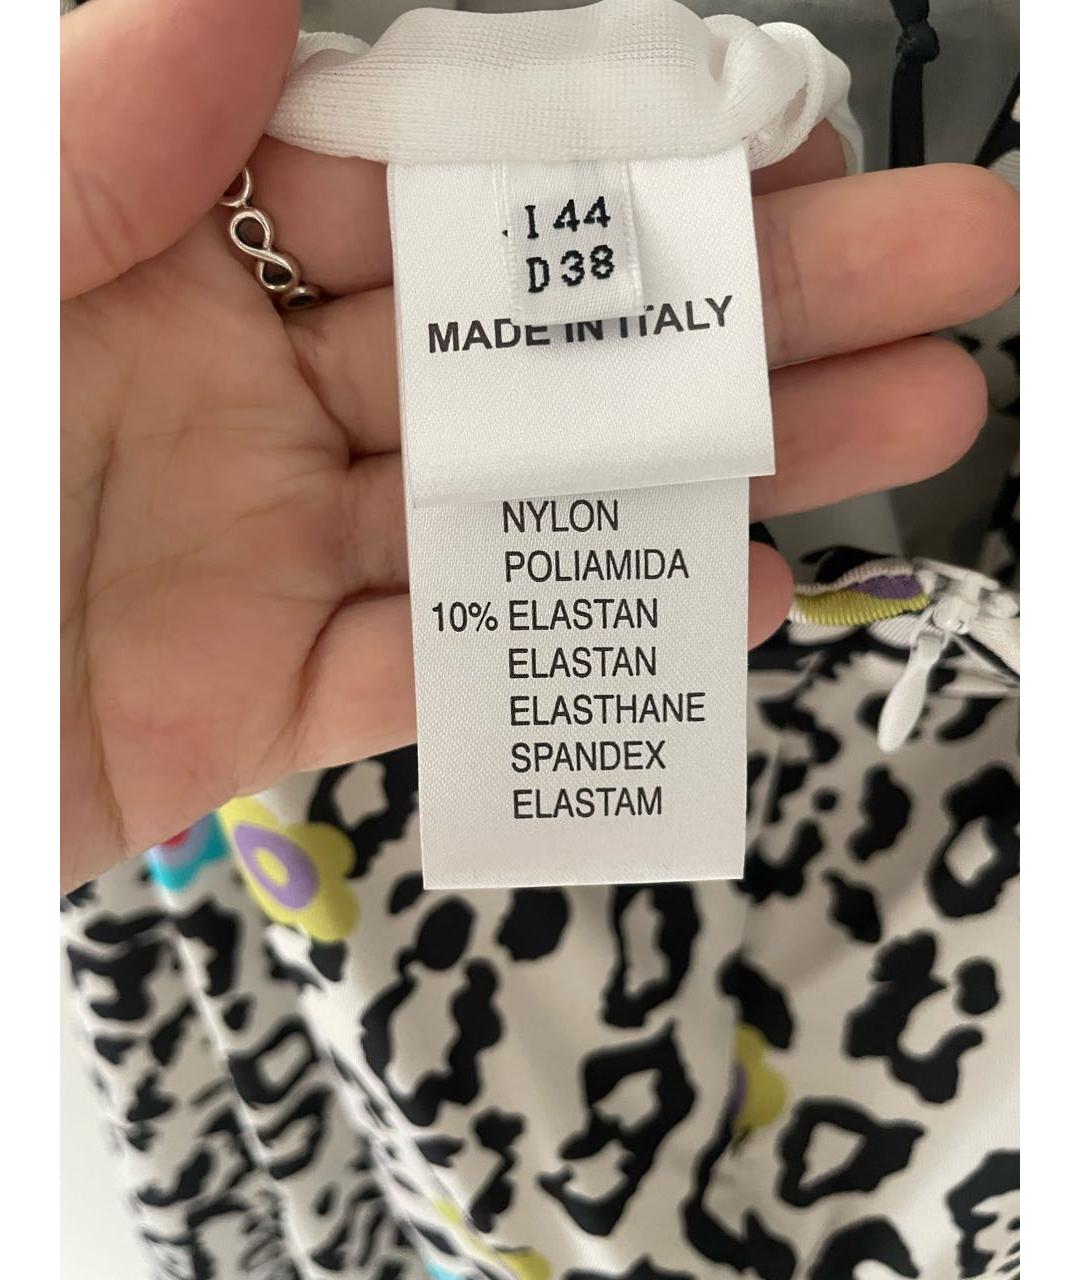 I 44
D 38
MADE IN ITALY
NYLON
POLIAMIDA
10% ELASTAN
ELASTAN
ELASTHANE
SPANDEX
ELASTAM